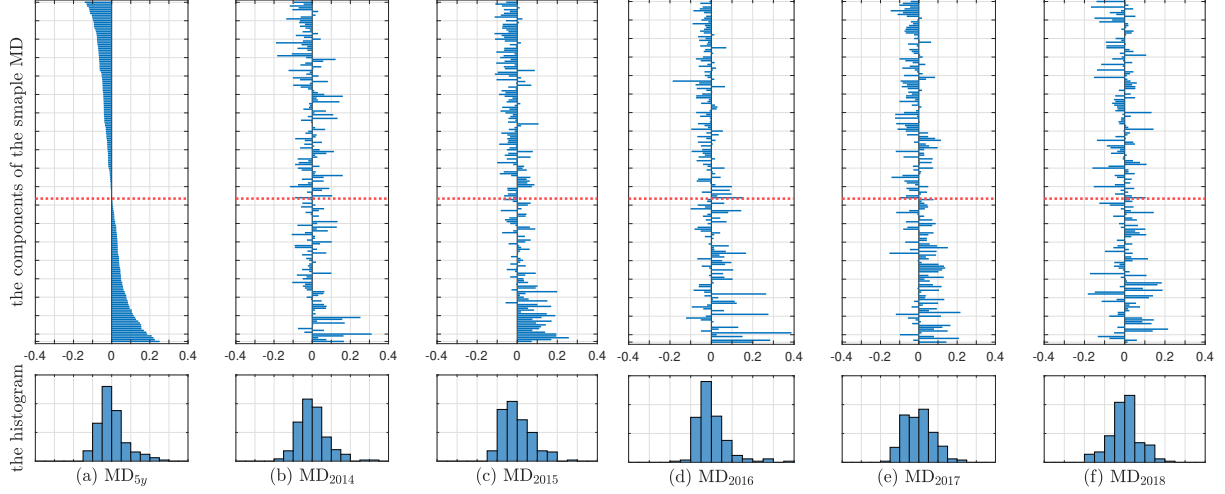 the components of the smaple MD
-0.4 -0.2 0 0.2 0.4
-0.4 -0.2 0 0.2 0.4
-0.4 -0.2 0 0.2 0.4
-0.4 -0.2 0 0.2 0.4
-0.4 -0.2 0 0.2 0.4
-0.4 -0.2 0 0.2 0.4
the histogram
(a) MD5y
(b) MD2014
(c) MD2015
(d) MD2016
(e) MD2017
(f) MD2018